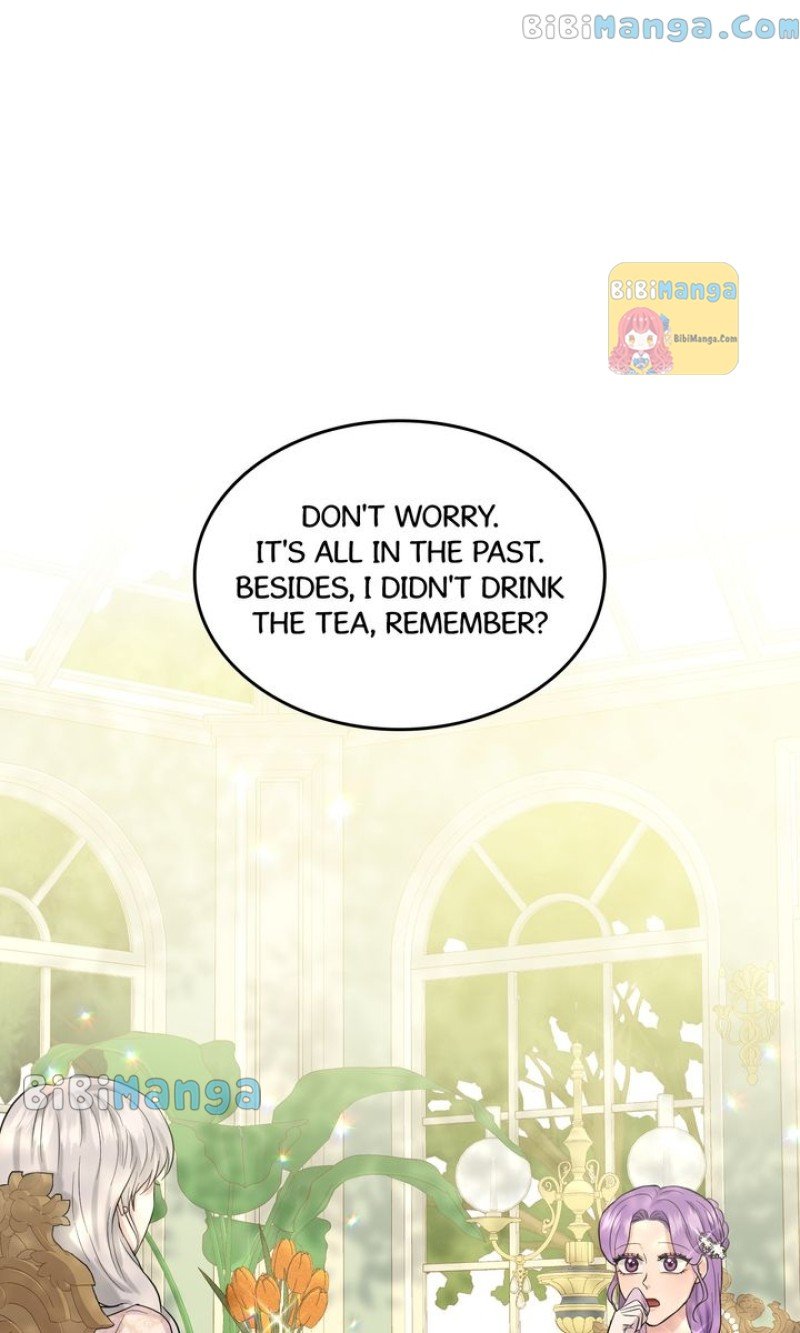 BiBiManga.Com
BiBiManga
BibiManga.Com
DON'T WORRY.
IT'S ALL IN THE PAST.
BESIDES, I DIDN'T DRINK
THE TEA, REMEMBER?
BiBiManga